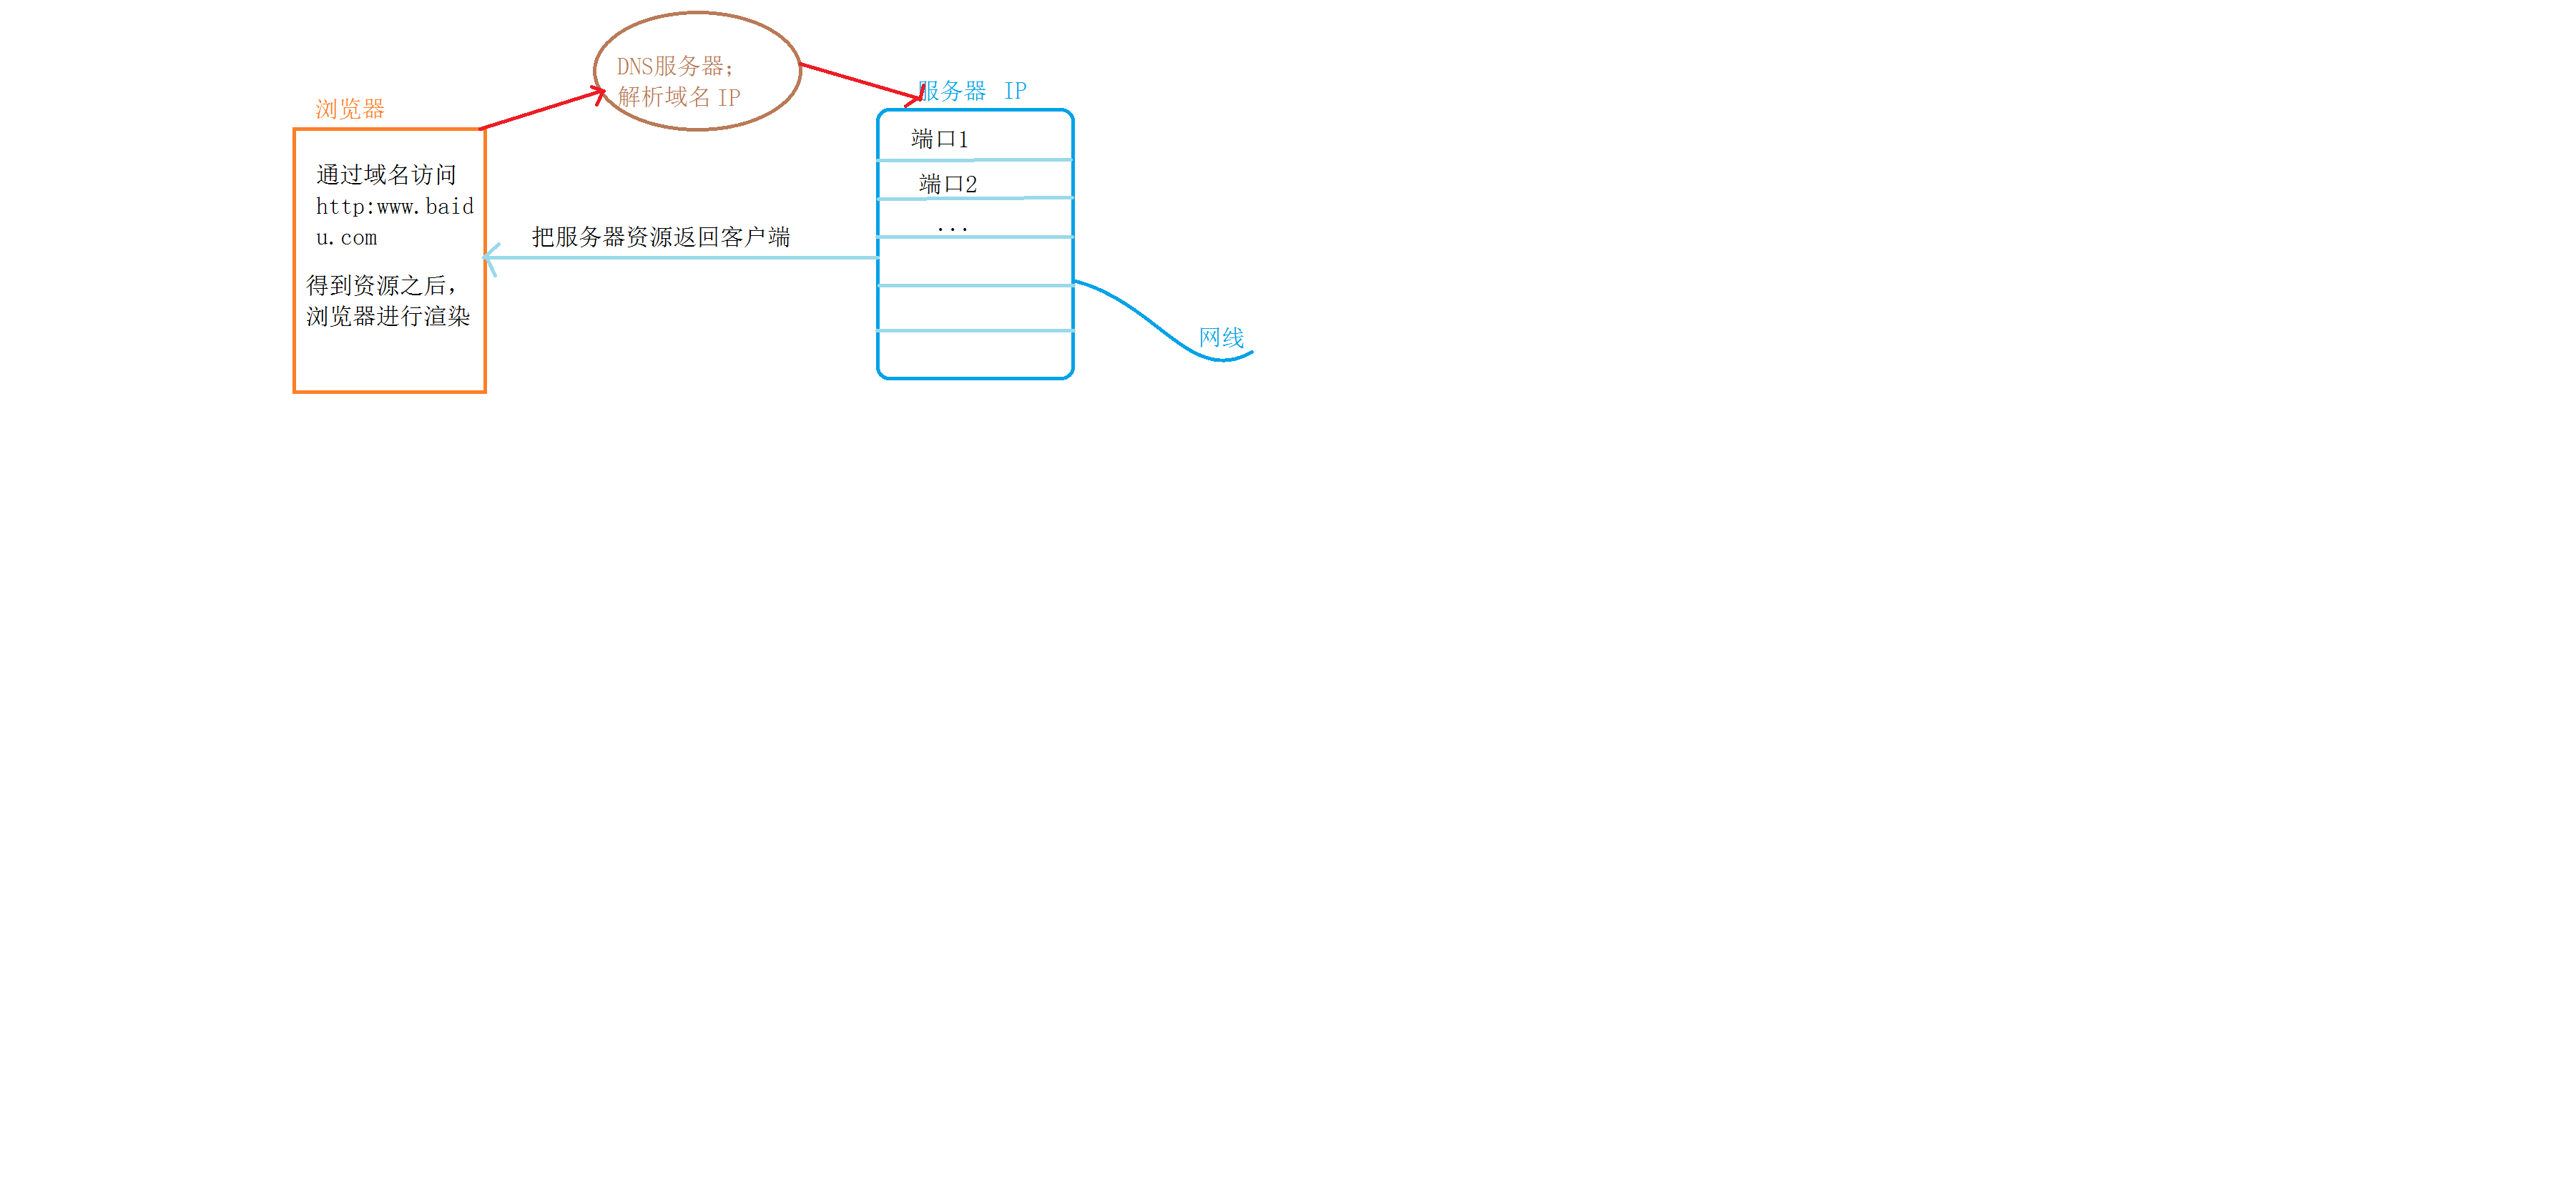 DNS服务器;
解析域名 IP
服务器 IP
浏览器
端口1
通过域名访问
端口2
http:www.baid
u.com
...
把服务器资源返回客户端
得到资源之后,
浏览器进行渲染
网线